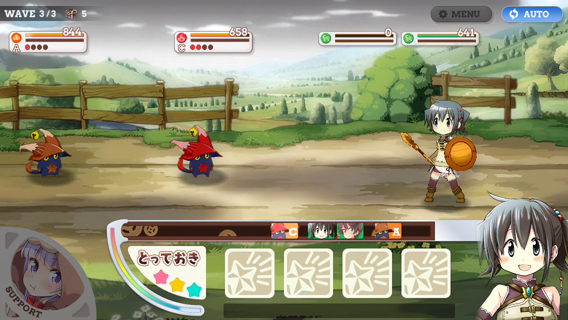 WAVE 3/3 5
MENU
AUTO
844
A
658
C
0
641
C
A
とっておき
SUPPORT